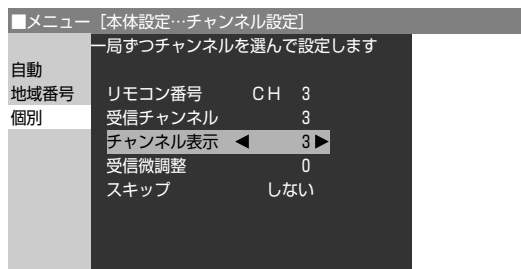 ■メニュー [本体設定…チャンネル設定]
一局ずつチャンネルを選んで設定します
自動
地域番号 リモコン番号 CH 3
個別 受信チャンネル 3
チャンネル表示 ◀ 3▶
受信微調整 0
スキップ しない